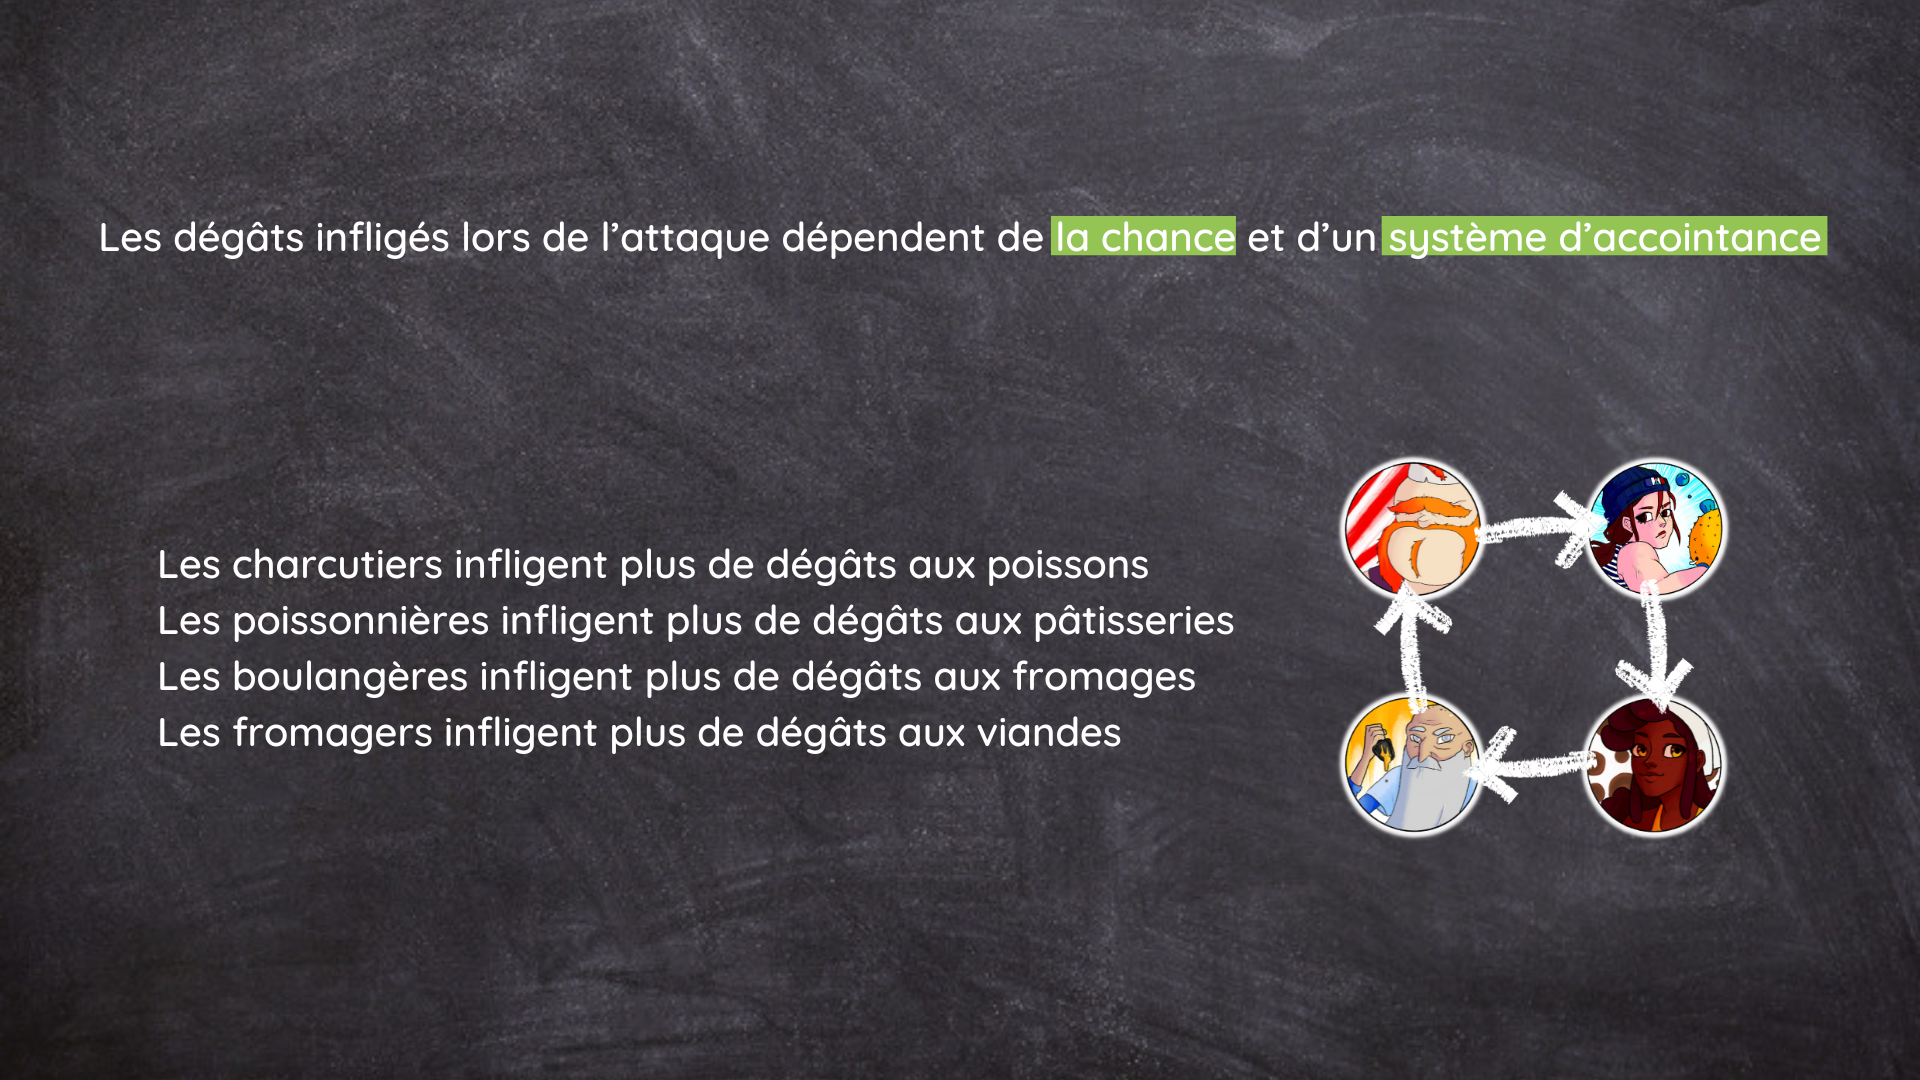 Les dégâts infligés lors de l’attaque dépendent de la chance et d’un système d’accointance
Les charcutiers infligent plus de dégâts aux poissons
Les poissonnières infligent plus de dégâts aux pâtisseries
Les boulangères infligent plus de dégâts aux fromages
Les fromagers infligent plus de dégâts aux viandes